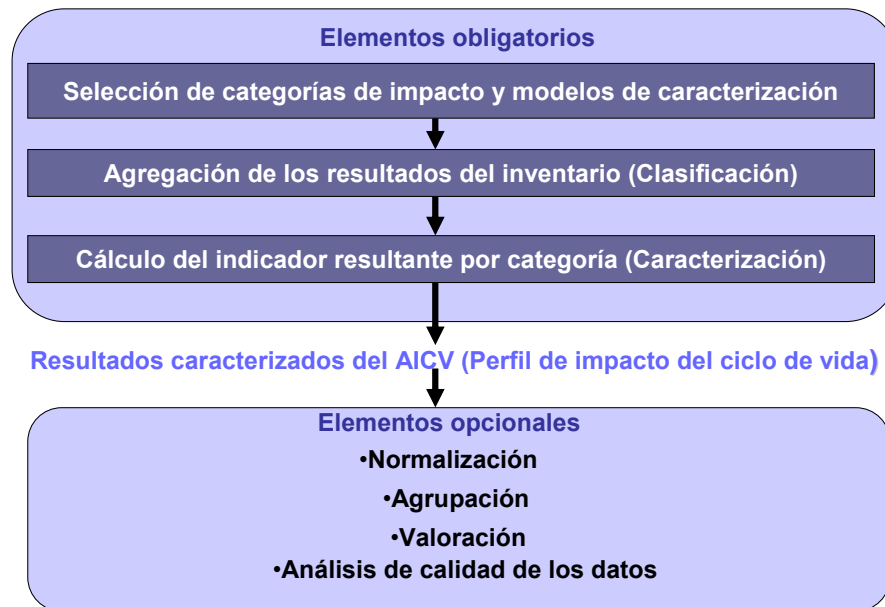 Elementos obligatorios
Selección de categorías de impacto y modelos de caracterización
Agregación de los resultados del inventario (Clasificación)
Cálculo del indicador resultante por categoría (Caracterización)
Resultados caracterizados del AICV (Perfil de impacto del ciclo de vida)
Elementos opcionales
•Normalización
•Agrupación
•Valoración
•Análisis de calidad de los datos